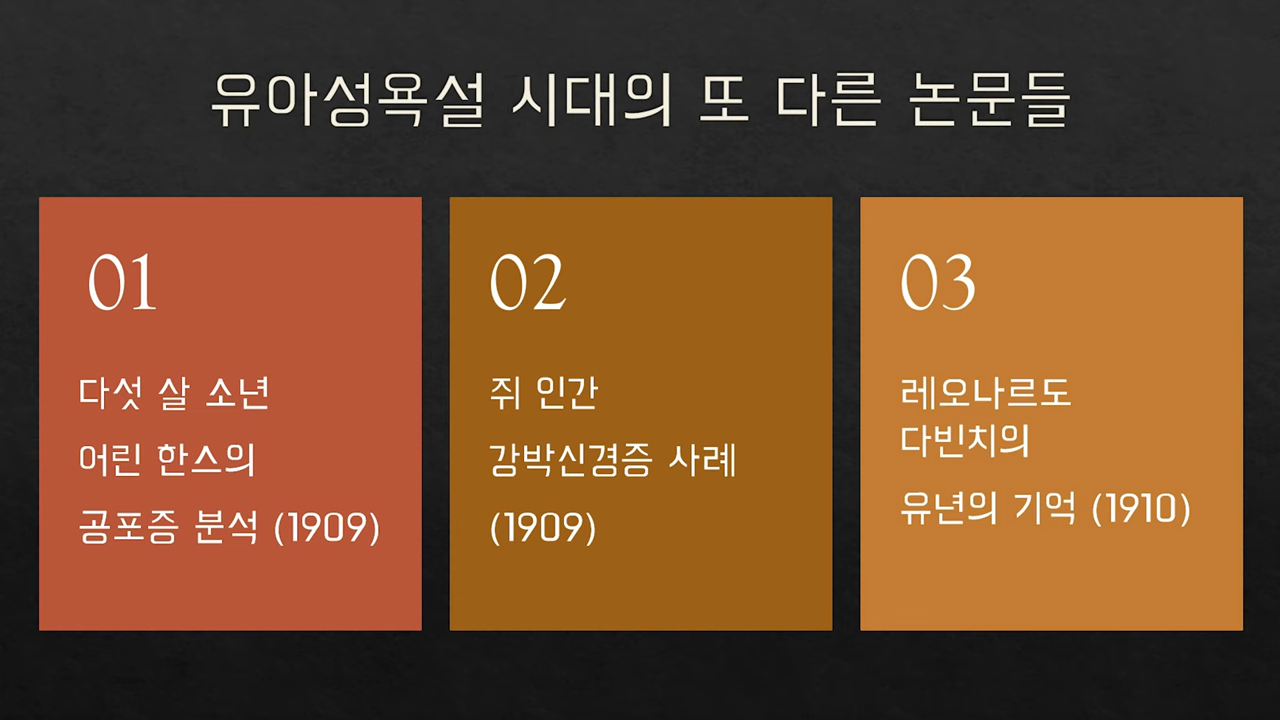 유아성욕설 시대의 또 다른 논문들
01
다섯 살 소년
어린 한스의
공포증 분석 (1909)
02
쥐 인간
강박신경증 사례
(1909)
03
레오나르도
다빈치의
유년의 기억 (1910)